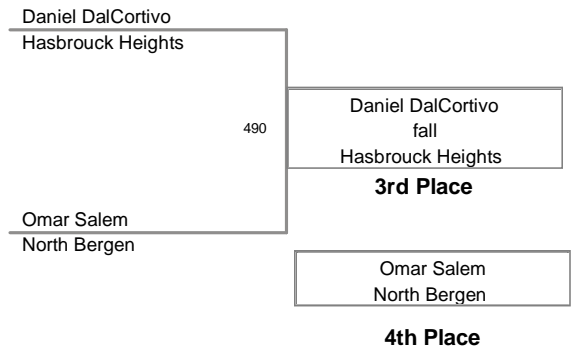 Daniel DalCortivo
Hasbrouck Heights
490
Daniel DalCortivo
fall
Hasbrouck Heights
3rd Place
Omar Salem
North Bergen
Omar Salem
North Bergen
4th Place